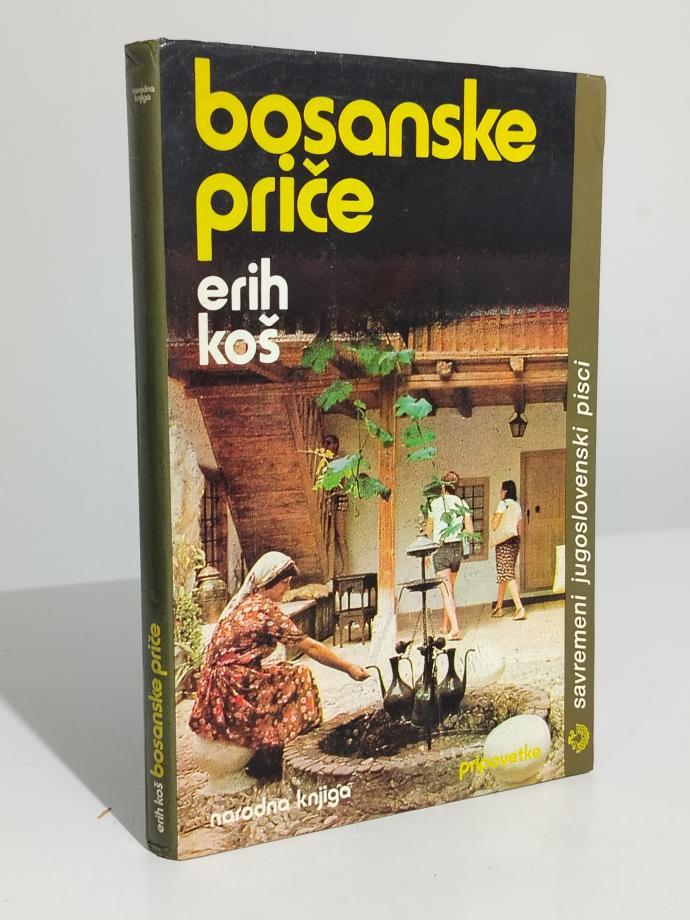 narodna
knjiga
erih koš bosanske priče
bosanske
priče
erih
koš
savremeni jugoslovenski pisci
pripovetke
narodna knjiga